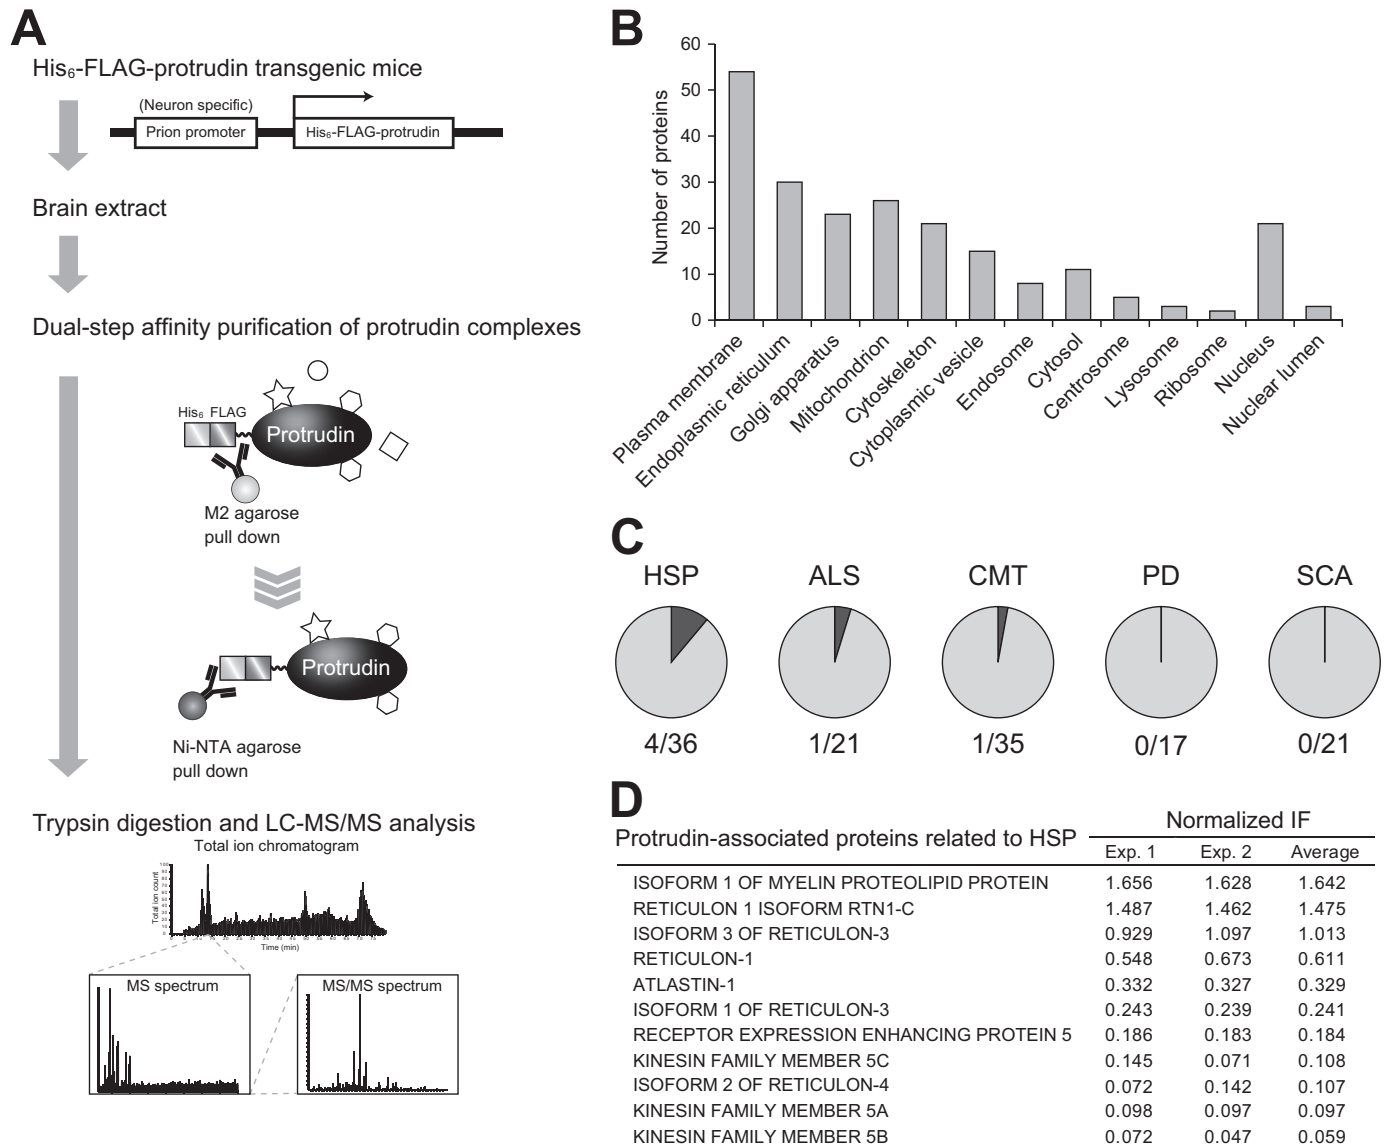 A
His₆-FLAG-protrudin transgenic mice
(Neuron specific)
Prion promoter
His₆-FLAG-protrudin
Brain extract
Dual-step affinity purification of protrudin complexes
His₆ FLAG
Protrudin
M2 agarose
pull down
Protrudin
Ni-NTA agarose
pull down
Trypsin digestion and LC-MS/MS analysis
Total ion chromatogram
Total ion count
Time (min)
MS spectrum
MS/MS spectrum
B
Number of proteins
60
50
40
30
20
10
0
Plasma membrane
Endoplasmic reticulum
Golgi apparatus
Mitochondrion
Cytoskeleton
Cytoplasmic vesicle
Endosome
Cytosol
Centrosome
Lysosome
Ribosome
Nucleus
Nuclear lumen
C
HSP ALS CMT PD SCA
4/36 1/21 1/35 0/17 0/21
D
Normalized IF
Protrudin-associated proteins related to HSP
Exp. 1 Exp. 2 Average
ISOFORM 1 OF MYELIN PROTEOLIPID PROTEIN 1.656 1.628 1.642
RETICULON 1 ISOFORM RTN1-C 1.487 1.462 1.475
ISOFORM 3 OF RETICULON-3 0.929 1.097 1.013
RETICULON-1 0.548 0.673 0.611
ATLASTIN-1 0.332 0.327 0.329
ISOFORM 1 OF RETICULON-3 0.243 0.239 0.241
RECEPTOR EXPRESSION ENHANCING PROTEIN 5 0.186 0.183 0.184
KINESIN FAMILY MEMBER 5C 0.145 0.071 0.108
ISOFORM 2 OF RETICULON-4 0.072 0.142 0.107
KINESIN FAMILY MEMBER 5A 0.098 0.097 0.097
KINESIN FAMILY MEMBER 5B 0.072 0.047 0.059